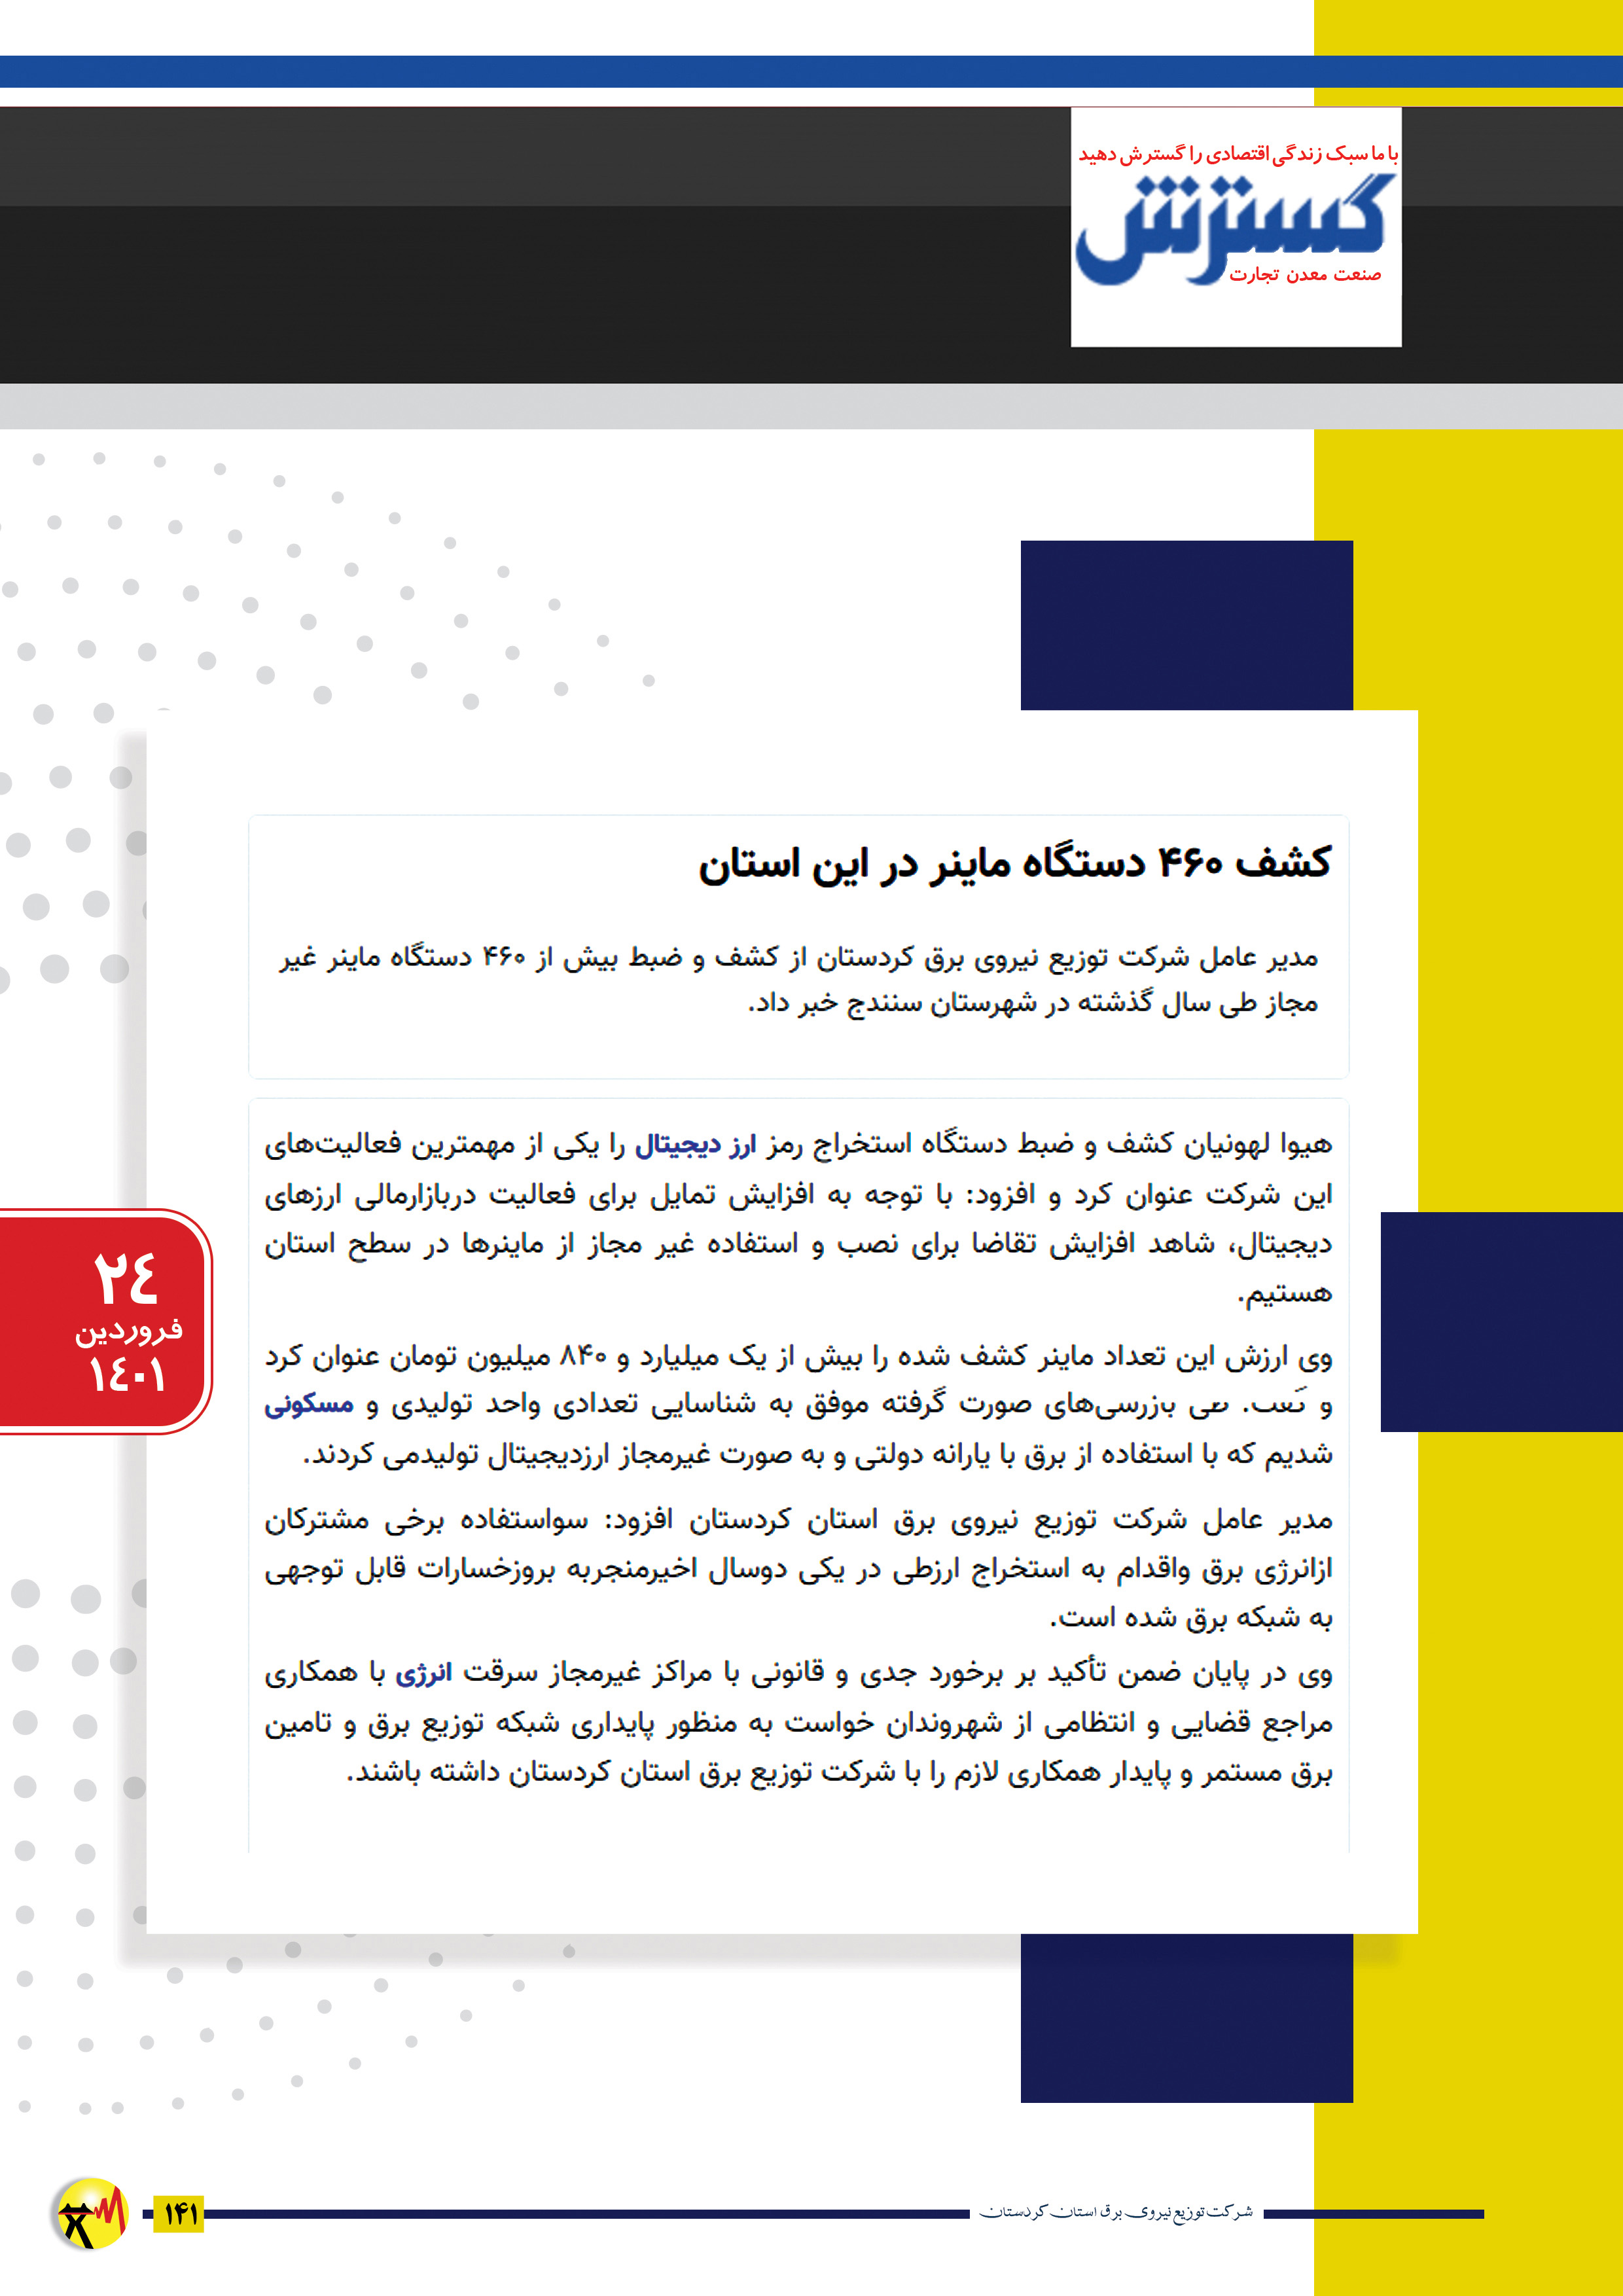 با ما سبک زندگی اقتصادی را گسترش دهید
گسترش
صنعت معدن تجارت
کشف ۴۶۰ دستگاه ماینر در این استان
مدیر عامل شرکت توزیع نیروی برق کردستان از کشف و ضبط بیش از ۴۶۰ دستگاه ماینر غیر
مجاز طی سال گذشته در شهرستان سنندج خبر داد.
هیوا لهونیان کشف و ضبط دستگاه استخراج رمز ارز دیجیتال را یکی از مهمترین فعالیت‌های
این شرکت عنوان کرد و افزود: با توجه به افزایش تمایل برای فعالیت دربازارمالی ارزهای
دیجیتال، شاهد افزایش تقاضا برای نصب و استفاده غیر مجاز از ماینرها در سطح استان
هستیم.
وی ارزش این تعداد ماینر کشف شده را بیش از یک میلیارد و ۸۴۰ میلیون تومان عنوان کرد
و بازرسی‌های صورت گرفته موفق به شناسایی تعدادی واحد تولیدی و مسکونی
شدیم که با استفاده از برق با یارانه دولتی و به صورت غیرمجاز ارزدیجیتال تولیدمی کردند.
مدیر عامل شرکت توزیع نیروی برق استان کردستان افزود: سواستفاده برخی مشترکان
ازانرژی برق واقدام به استخراج ارزطی در یکی دوسال اخیرمنجربه بروزخسارات قابل توجهی
به شبکه برق شده است.
وی در پایان ضمن تأکید بر برخورد جدی و قانونی با مراکز غیرمجاز سرقت انرژی با همکاری
مراجع قضایی و انتظامی از شهروندان خواست به منظور پایداری شبکه توزیع برق و تامین
برق مستمر و پایدار همکاری لازم را با شرکت توزیع برق استان کردستان داشته باشند.
٢٤
فروردین
١٤٠١
شرکت توزیع نیروی برق استان کردستان
۱۴۱